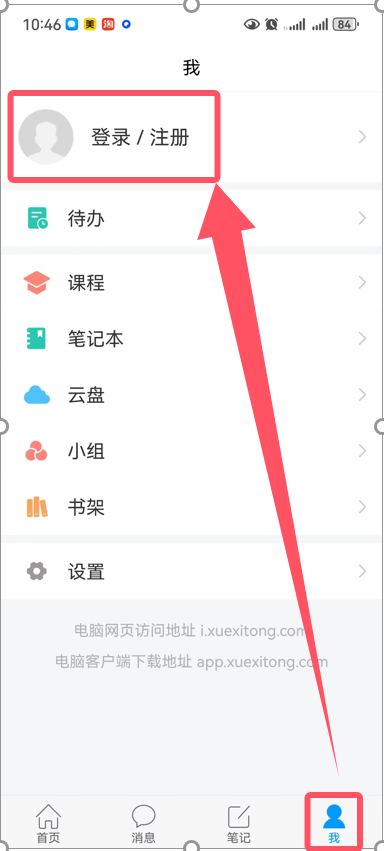 10:46 美 淘 84
我
登录 / 注册
待办
课程
笔记本
云盘
小组
书架
设置
电脑网页访问地址 i.xuexitong.com
电脑客户端下载地址 app.xuexitong.com
首页 消息 笔记 我